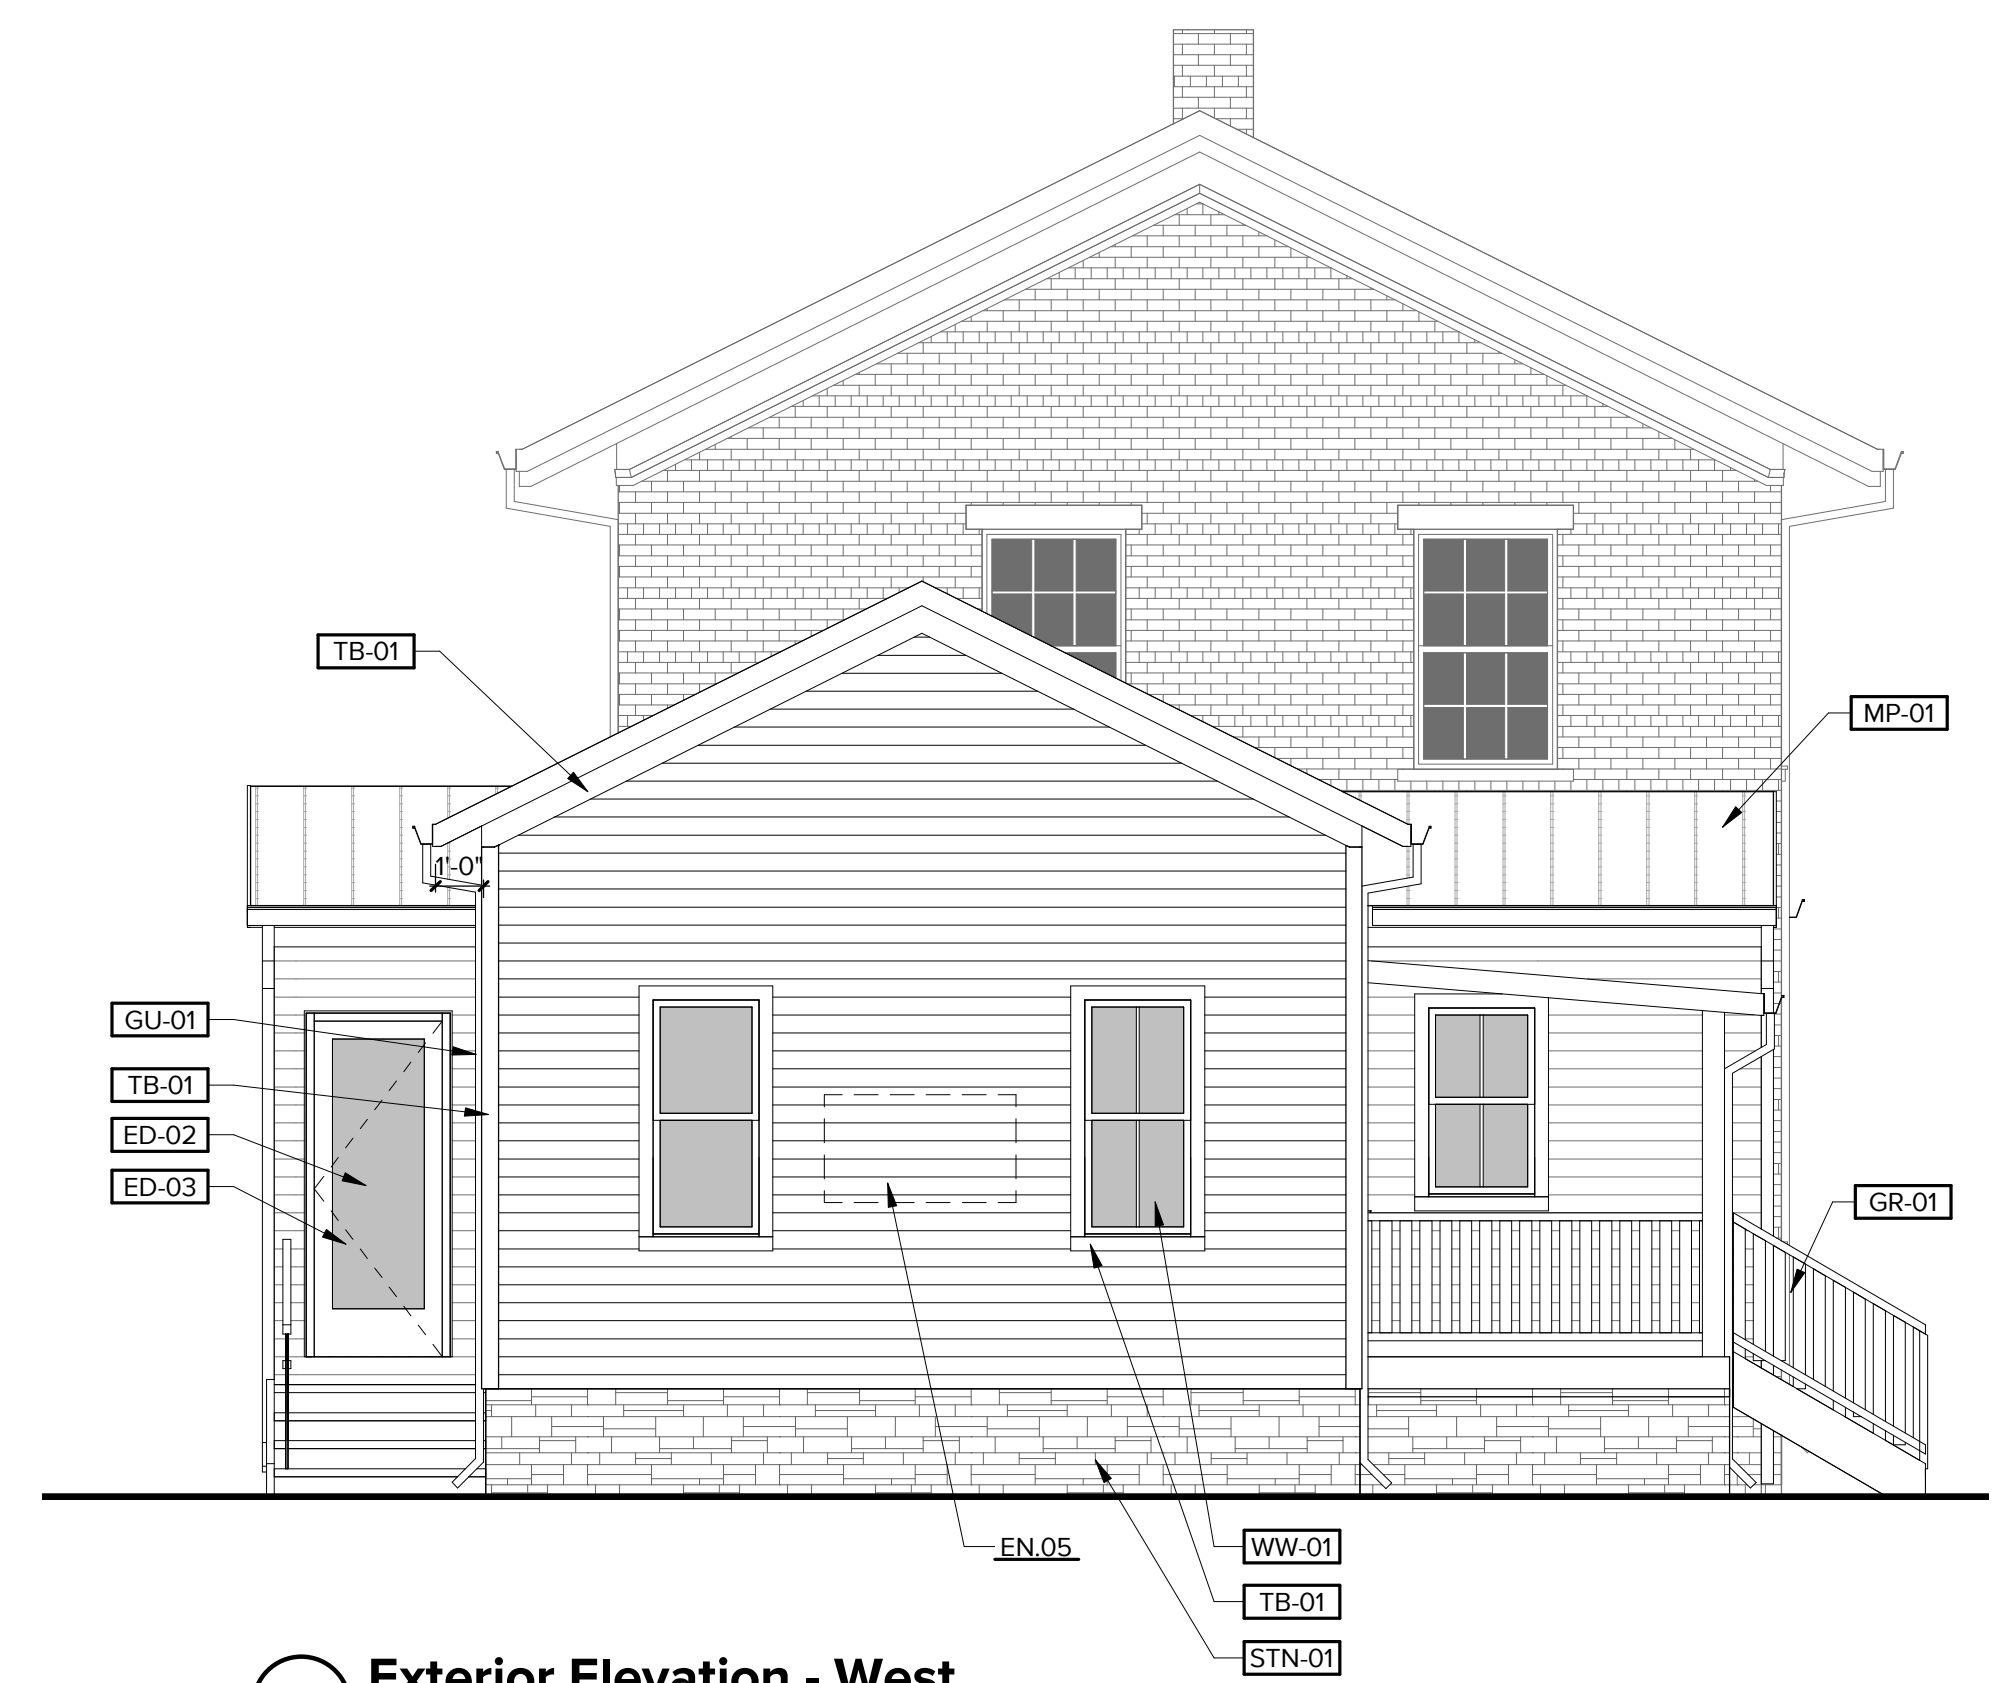 TB-01
MP-01
1'-0"
GU-01
TB-01
ED-02
ED-03
GR-01
EN.05
WW-01
TB-01
STN-01
Exterior Elevation - West